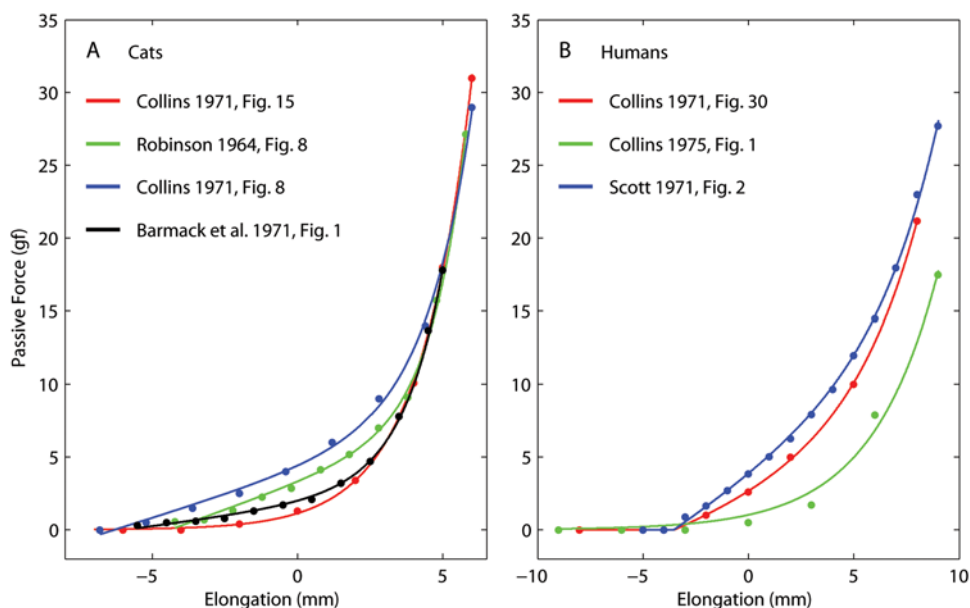 A Cats
Collins 1971, Fig. 15
Robinson 1964, Fig. 8
Collins 1971, Fig. 8
Barmack et al. 1971, Fig. 1
Passive Force (gf)
35
30
25
20
15
10
5
0
−5 0 5
Elongation (mm)
B Humans
Collins 1971, Fig. 30
Collins 1975, Fig. 1
Scott 1971, Fig. 2
35
30
25
20
15
10
5
0
−10 −5 0 5 10
Elongation (mm)